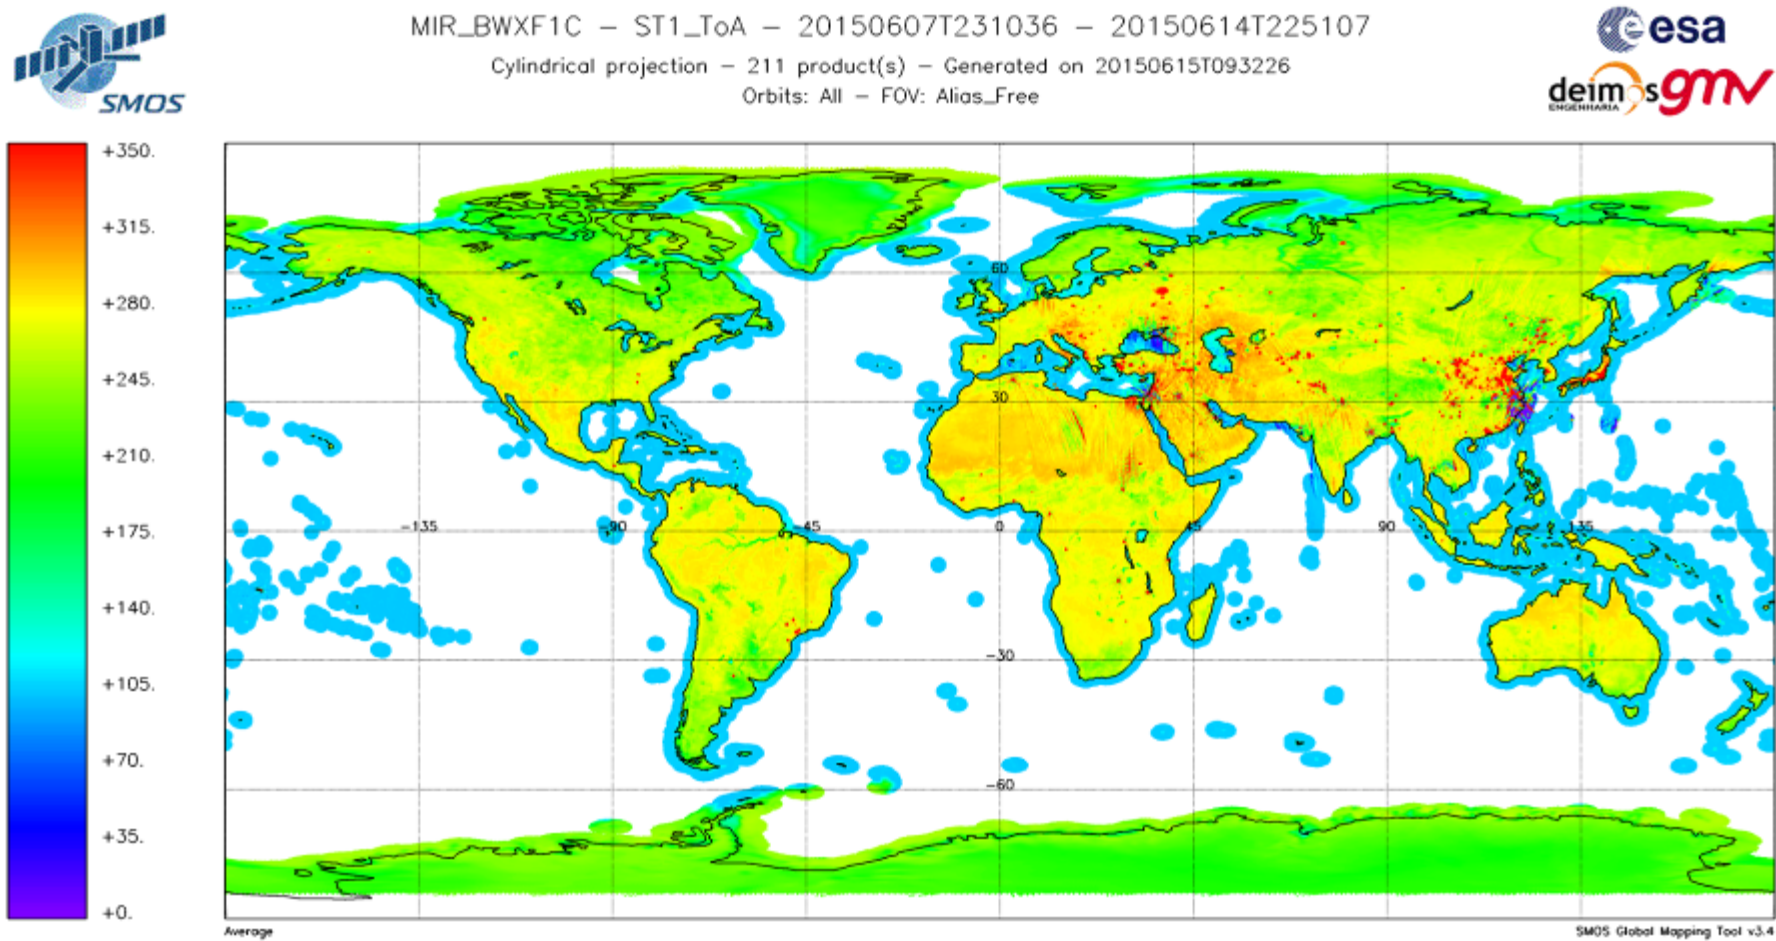 MIR_BWXF1C – ST1_ToA – 20150607T231036 – 20150614T225107
Cylindrical projection – 211 product(s) – Generated on 20150615T093226
Orbits: All – FOV: Alias_Free
SMOS
esa
deimos
ENGENHARIA
gmv
+350.
+315.
+280.
+245.
+210.
+175.
+140.
+105.
+70.
+35.
+0.
60
30
-135 -90 -45 0 45 90 135
-30
-60
Average
SMOS Global Mapping Tool v3.4